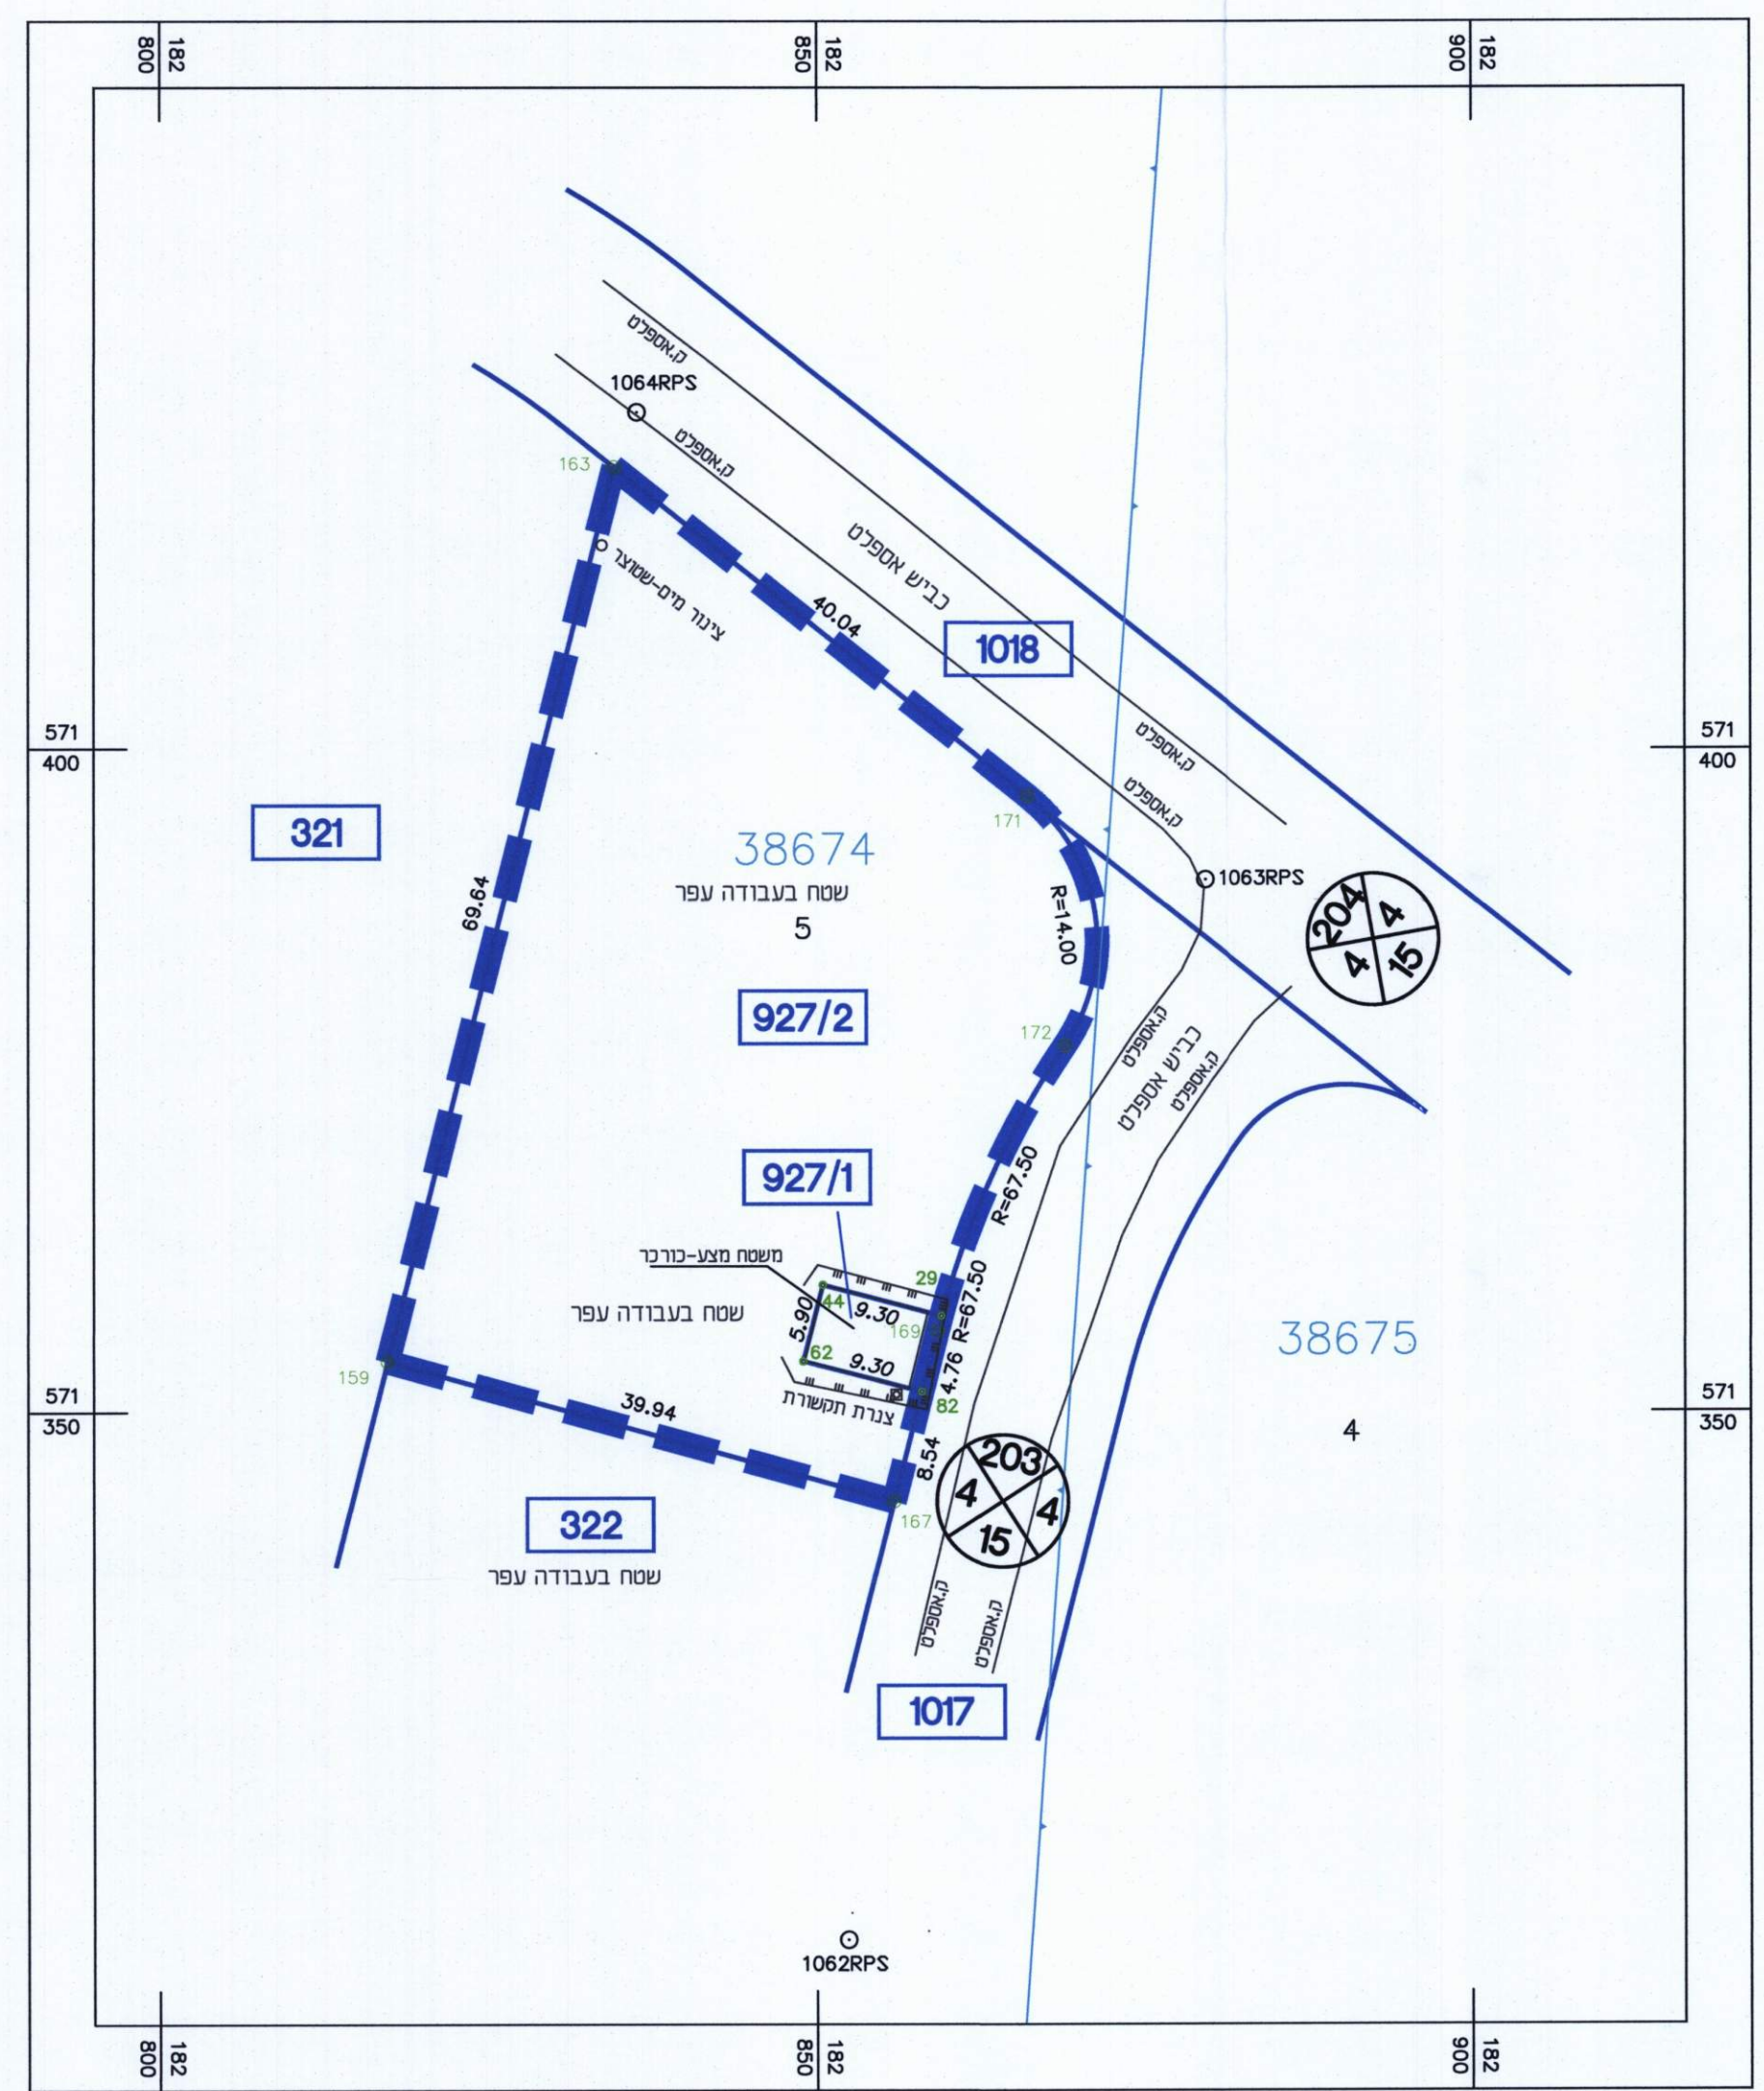 800
182
850
182
900
182
ק.אספלט
1064RPS
ק.אספלט
163
כביש אספלט
צינור מים-שטוצר
40.04
1018
571
400
571
400
ק.אספלט
ק.אספלט
171
321
38674
שטח בעבודה עפר
5
69.64
R=14.00
1063RPS
204
4
4
15
927/2
172
ק.אספלט
כביש אספלט
ק.אספלט
927/1
R=67.50
משטח מצע-כורכר
29
44
9.30
R=67.50
שטח בעבודה עפר
5.90
169
38675
62
9.30
4.76
159
82
צנרת תקשורת
571
350
571
350
39.94
4
8.54
203
4
4
15
322
167
שטח בעבודה עפר
ק.אספלט
ק.אספלט
1017
1062RPS
800
182
850
182
900
182